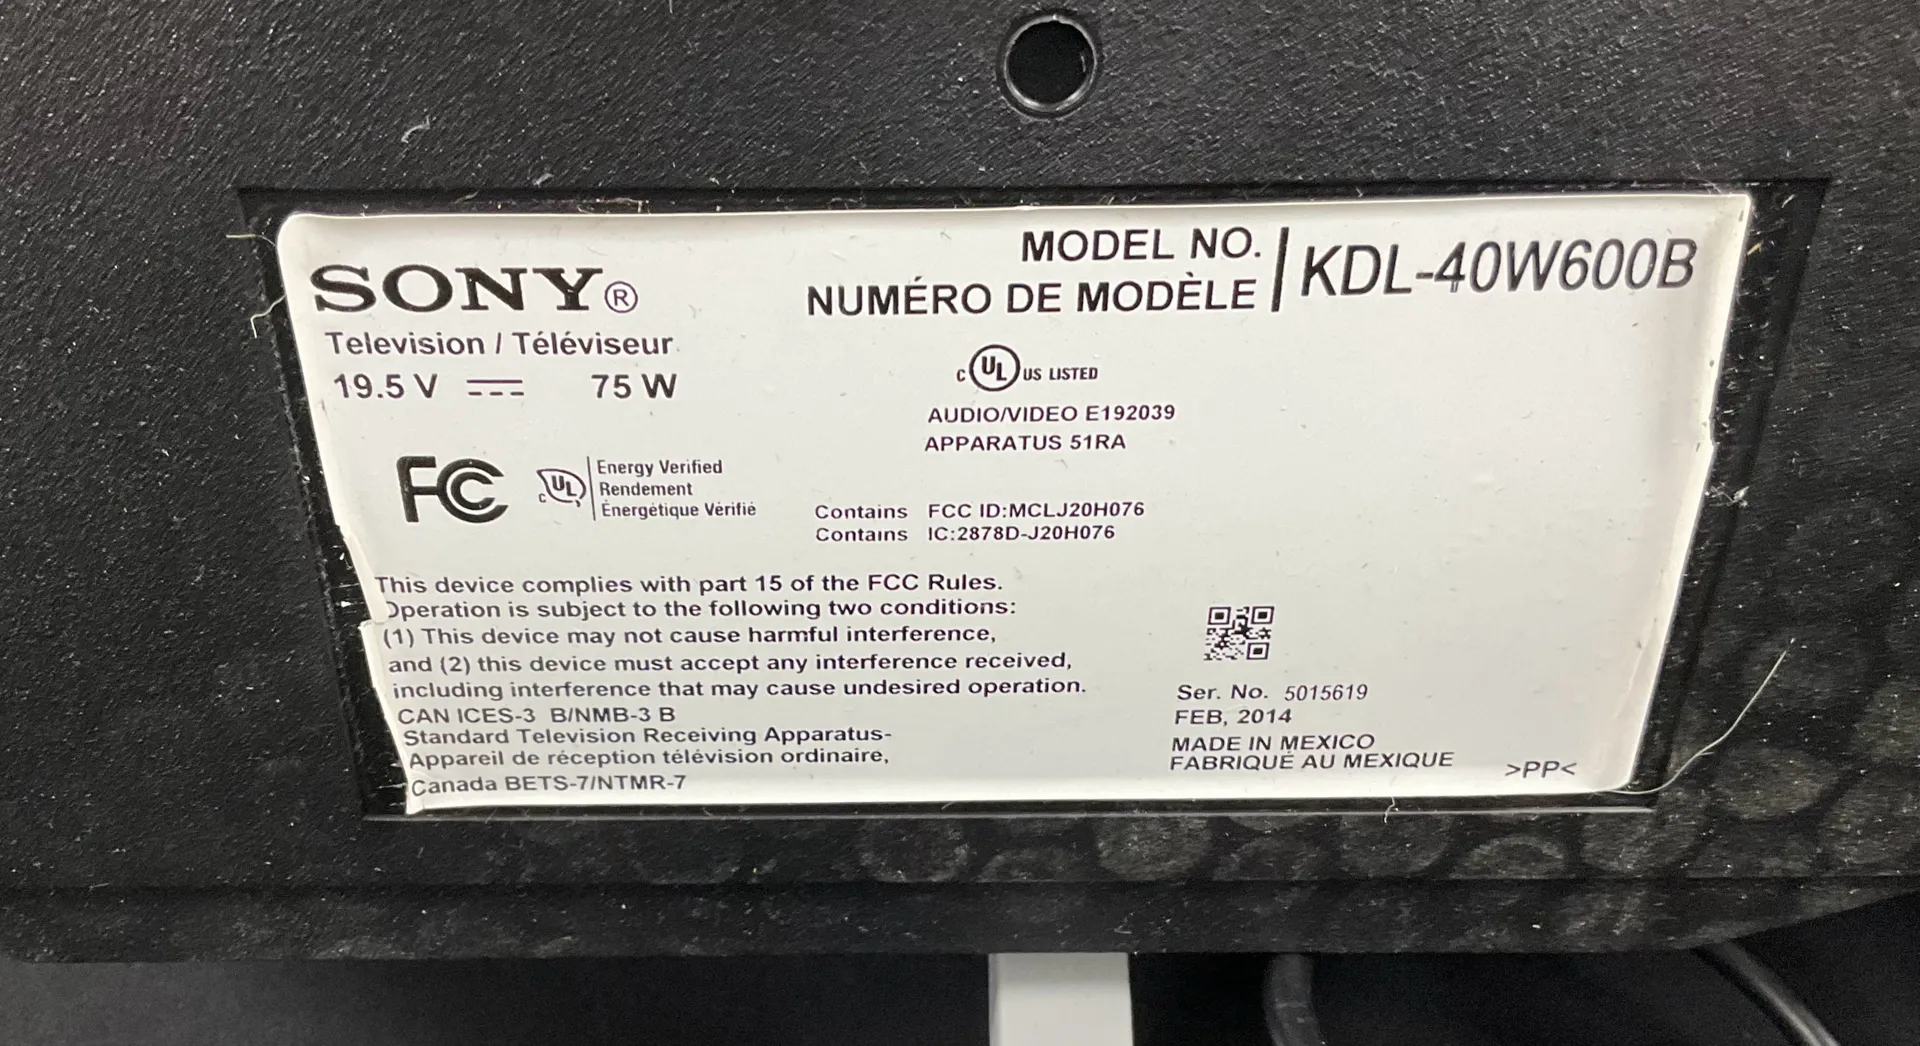 SONY®
Television / Téléviseur
19.5 V 75 W
MODEL NO.
NUMÉRO DE MODÈLE
KDL-40W600B
c UL US LISTED
AUDIO/VIDEO E192039
APPARATUS 51RA
FC
c UL
Energy Verified
Rendement
Énergétique Vérifié
Contains FCC ID:MCLJ20H076
Contains IC:2878D-J20H076
This device complies with part 15 of the FCC Rules.
Operation is subject to the following two conditions:
(1) This device may not cause harmful interference,
and (2) this device must accept any interference received,
including interference that may cause undesired operation.
CAN ICES-3 B/NMB-3 B
Standard Television Receiving Apparatus-
Appareil de réception télévision ordinaire,
Canada BETS-7/NTMR-7
Ser. No. 5015619
FEB, 2014
MADE IN MEXICO
FABRIQUÉ AU MEXIQUE
>PP<